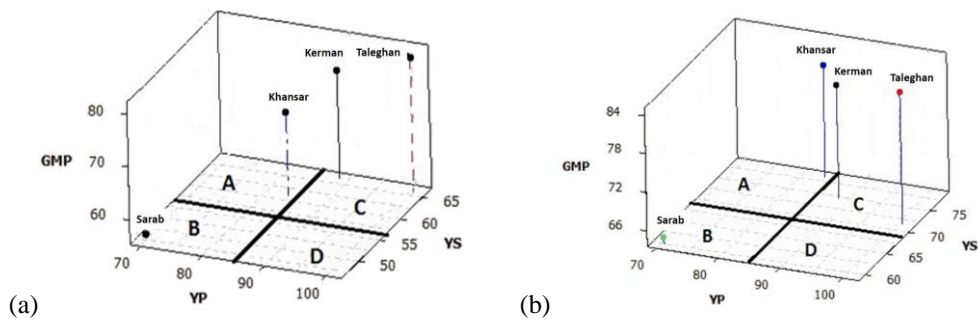 Kerman
Taleghan
Khansar
80
GMP
70
60
Sarab
A
B
C
D
65
60
55
50
YS
70
80
90
100
YP
(a)
Khansar
Kerman
Taleghan
84
GMP
78
72
66
Sarab
A
B
C
D
75
70
65
60
YS
70
80
90
100
YP
(b)